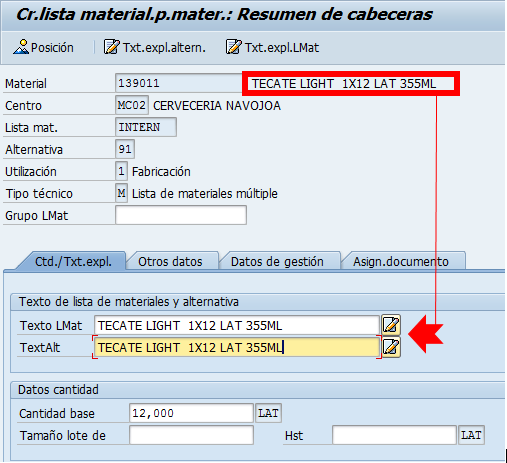 Cr.lista material.p.mater.: Resumen de cabeceras
Posición Txt.expl.altern. Txt.expl.LMat
Material 139011 TECATE LIGHT 1X12 LAT 355ML
Centro MC02 CERVECERIA NAVOJOA
Lista mat. INTERN
Alternativa 91
Utilización 1 Fabricación
Tipo técnico M Lista de materiales múltiple
Grupo LMat
Ctd./Txt.expl. Otros datos Datos de gestión Asign.documento
Texto de lista de materiales y alternativa
Texto LMat TECATE LIGHT 1X12 LAT 355ML
TextAlt TECATE LIGHT 1X12 LAT 355ML
Datos cantidad
Cantidad base 12,000 LAT
Tamaño lote de Hst LAT